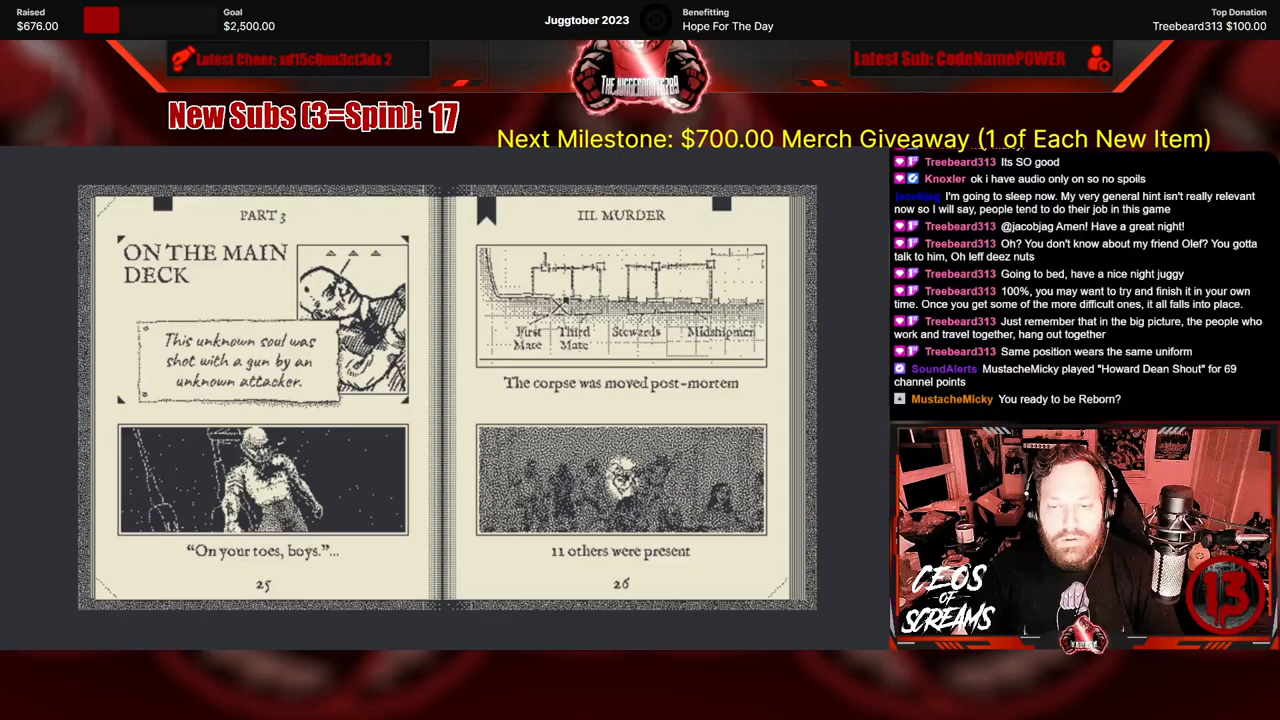 Raised
$676.00
Goal
$2,500.00
Juggtober 2023
Benefitting
Hope For The Day
Top Donation
Treebeard313 $100.00
Latest Cheer: xd15c0nn3ct3dx 2
THEJUGGERNAUT6789
Latest Sub: CodeNamePOWER
New Subs (3=Spin): 17
Next Milestone: $700.00 Merch Giveaway (1 of Each New Item)
PART 3
ON THE MAIN
DECK
This unknown soul was
shot with a gun by an
unknown attacker.
"On your toes, boys."...
25
III. MURDER
First
Mate
Third
Mate
Stewards
Midshipmen
The corpse was moved post-mortem
11 others were present
26
Treebeard313 Its SO good
Knoxler ok i have audio only on so no spoils
jacobjag I'm going to sleep now. My very general hint isn't really relevant
now so I will say, people tend to do their job in this game
Treebeard313 @jacobjag Amen! Have a great night!
Treebeard313 Oh? You don't know about my friend Olef? You gotta
talk to him, Oh leff deez nuts
Treebeard313 Going to bed, have a nice night juggy
Treebeard313 100%, you may want to try and finish it in your own
time. Once you get some of the more difficult ones, it all falls into place.
Treebeard313 Just remember that in the big picture, the people who
work and travel together, hang out together
Treebeard313 Same position wears the same uniform
SoundAlerts MustacheMicky played "Howard Dean Shout" for 69
channel points
MustacheMicky You ready to be Reborn?
CEOS
OF
SCREAMS
13